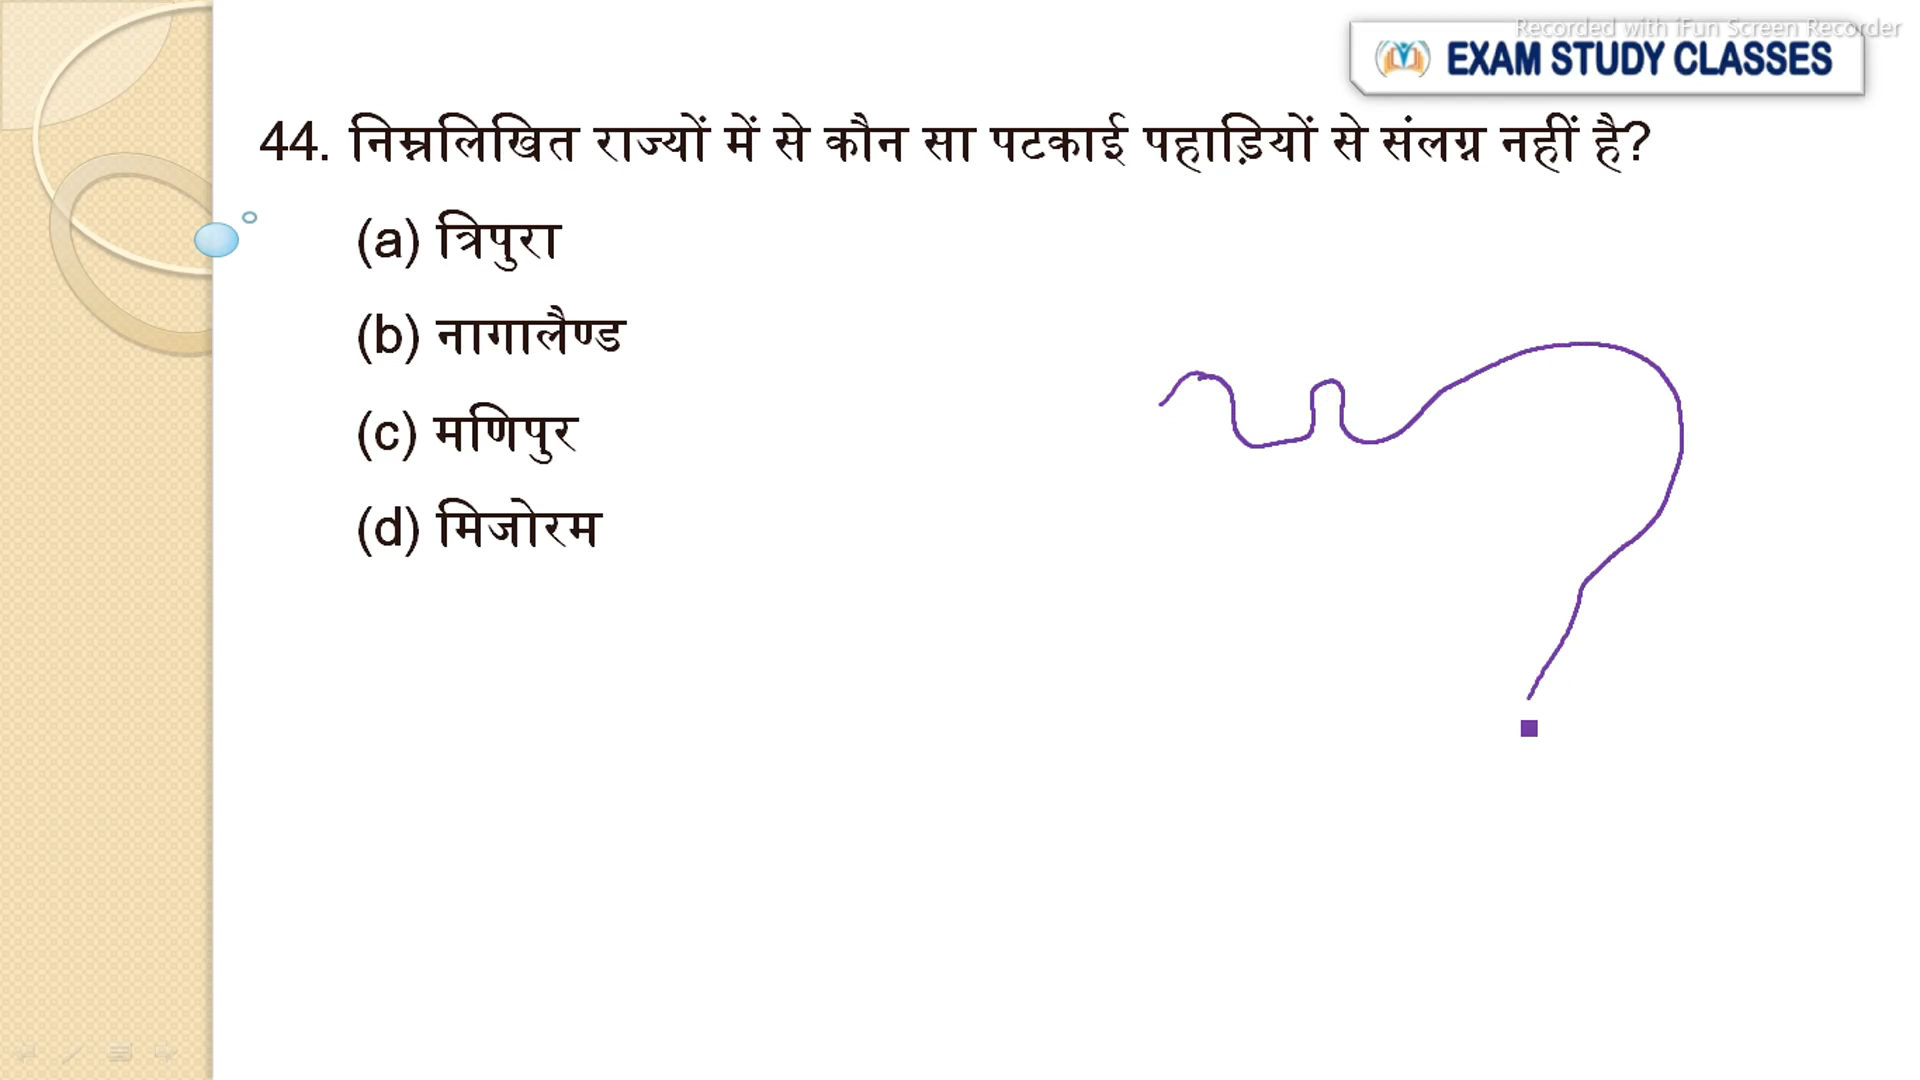 Recorded with iFun Screen Recorder
EXAM STUDY CLASSES
44. निम्नलिखित राज्यों में से कौन सा पटकाई पहाड़ियों से संलग्न नहीं है?
(a) त्रिपुरा
(b) नागालैण्ड
(c) मणिपुर
(d) मिजोरम